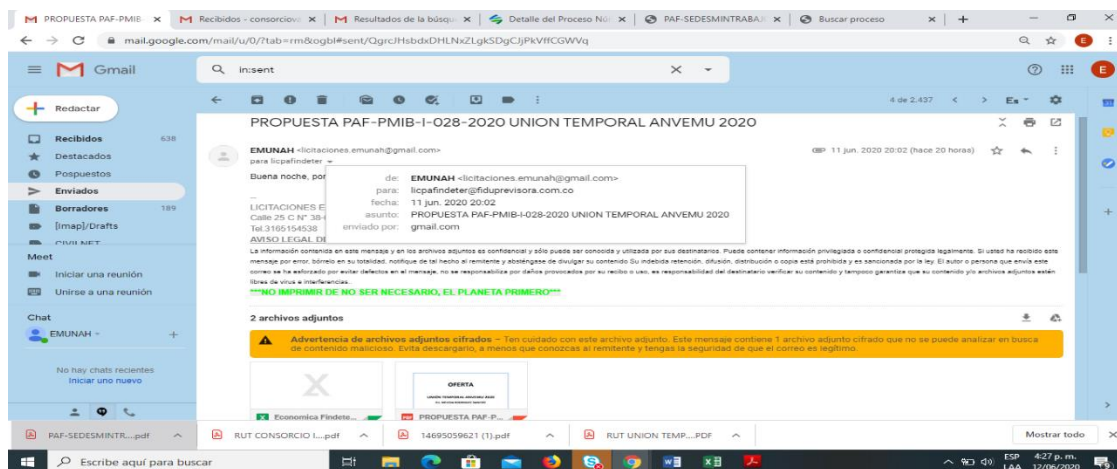 PROPUESTA PAF-PMIB-
Recibidos - consorciova
Resultados de la búsqu
Detalle del Proceso Nú
PAF-SEDESMINTRABAJ
Buscar proceso
mail.google.com/mail/u/0/?tab=rm&ogbl#sent/QgrcJHsbdxDHLNxZLgkSDgCJjPkVffCGWVq
E
Gmail
in:sent
E
Redactar
4 de 2.437
Es
Recibidos 638
Destacados
Pospuestos
Enviados
Borradores 189
[Imap]/Drafts
CIVILNET
Meet
Iniciar una reunión
Unirse a una reunión
Chat
EMUNAH
No hay chats recientes
Iniciar uno nuevo
PROPUESTA PAF-PMIB-I-028-2020 UNION TEMPORAL ANVEMU 2020
EMUNAH <licitaciones.emunah@gmail.com>
11 jun. 2020 20:02 (hace 20 horas)
para licpafindeter
Buena noche, por
de: EMUNAH <licitaciones.emunah@gmail.com>
para: licpafindeter@fiduprevisora.com.co
fecha: 11 jun. 2020 20:02
asunto: PROPUESTA PAF-PMIB-I-028-2020 UNION TEMPORAL ANVEMU 2020
enviado por: gmail.com
--
LICITACIONES E
Calle 25 C N° 38-
Tel.3165154538
AVISO LEGAL DE
La información contenida en este mensaje y en los archivos adjuntos es confidencial y sólo puede ser conocida y utilizada por sus destinatarios. Puede contener información privilegiada o confidencial protegida legalmente. Si usted ha recibido este
mensaje por error, bórrelo en su totalidad, notifique de tal hecho al remitente y absténgase de divulgar su contenido Su indebida retención, difusión, distribución o copia está prohibida y es sancionada por la ley. El autor o persona que envía este
correo se ha esforzado por evitar defectos en el mensaje, no se responsabiliza por daños provocados por su recibo o uso, es responsabilidad del destinatario verificar su contenido y tampoco garantiza que su contenido y/o archivos adjuntos estén
libres de virus e interferencias.
***NO IMPRIMIR DE NO SER NECESARIO, EL PLANETA PRIMERO***
2 archivos adjuntos
Advertencia de archivos adjuntos cifrados – Ten cuidado con este archivo adjunto. Este mensaje contiene 1 archivo adjunto cifrado que no se puede analizar en busca
de contenido malicioso. Evita descargarlo, a menos que conozcas al remitente y tengas la seguridad de que el correo es legítimo.
X
OFERTA
Economica Findete...
PROPUESTA PAF-P...
PAF-SEDESMINTR....pdf
RUT CONSORCIO I....pdf
14695059621 (1).pdf
RUT UNION TEMP....PDF
Mostrar todo
Escribe aquí para buscar
ESP
LAA
4:27 p. m.
12/06/2020